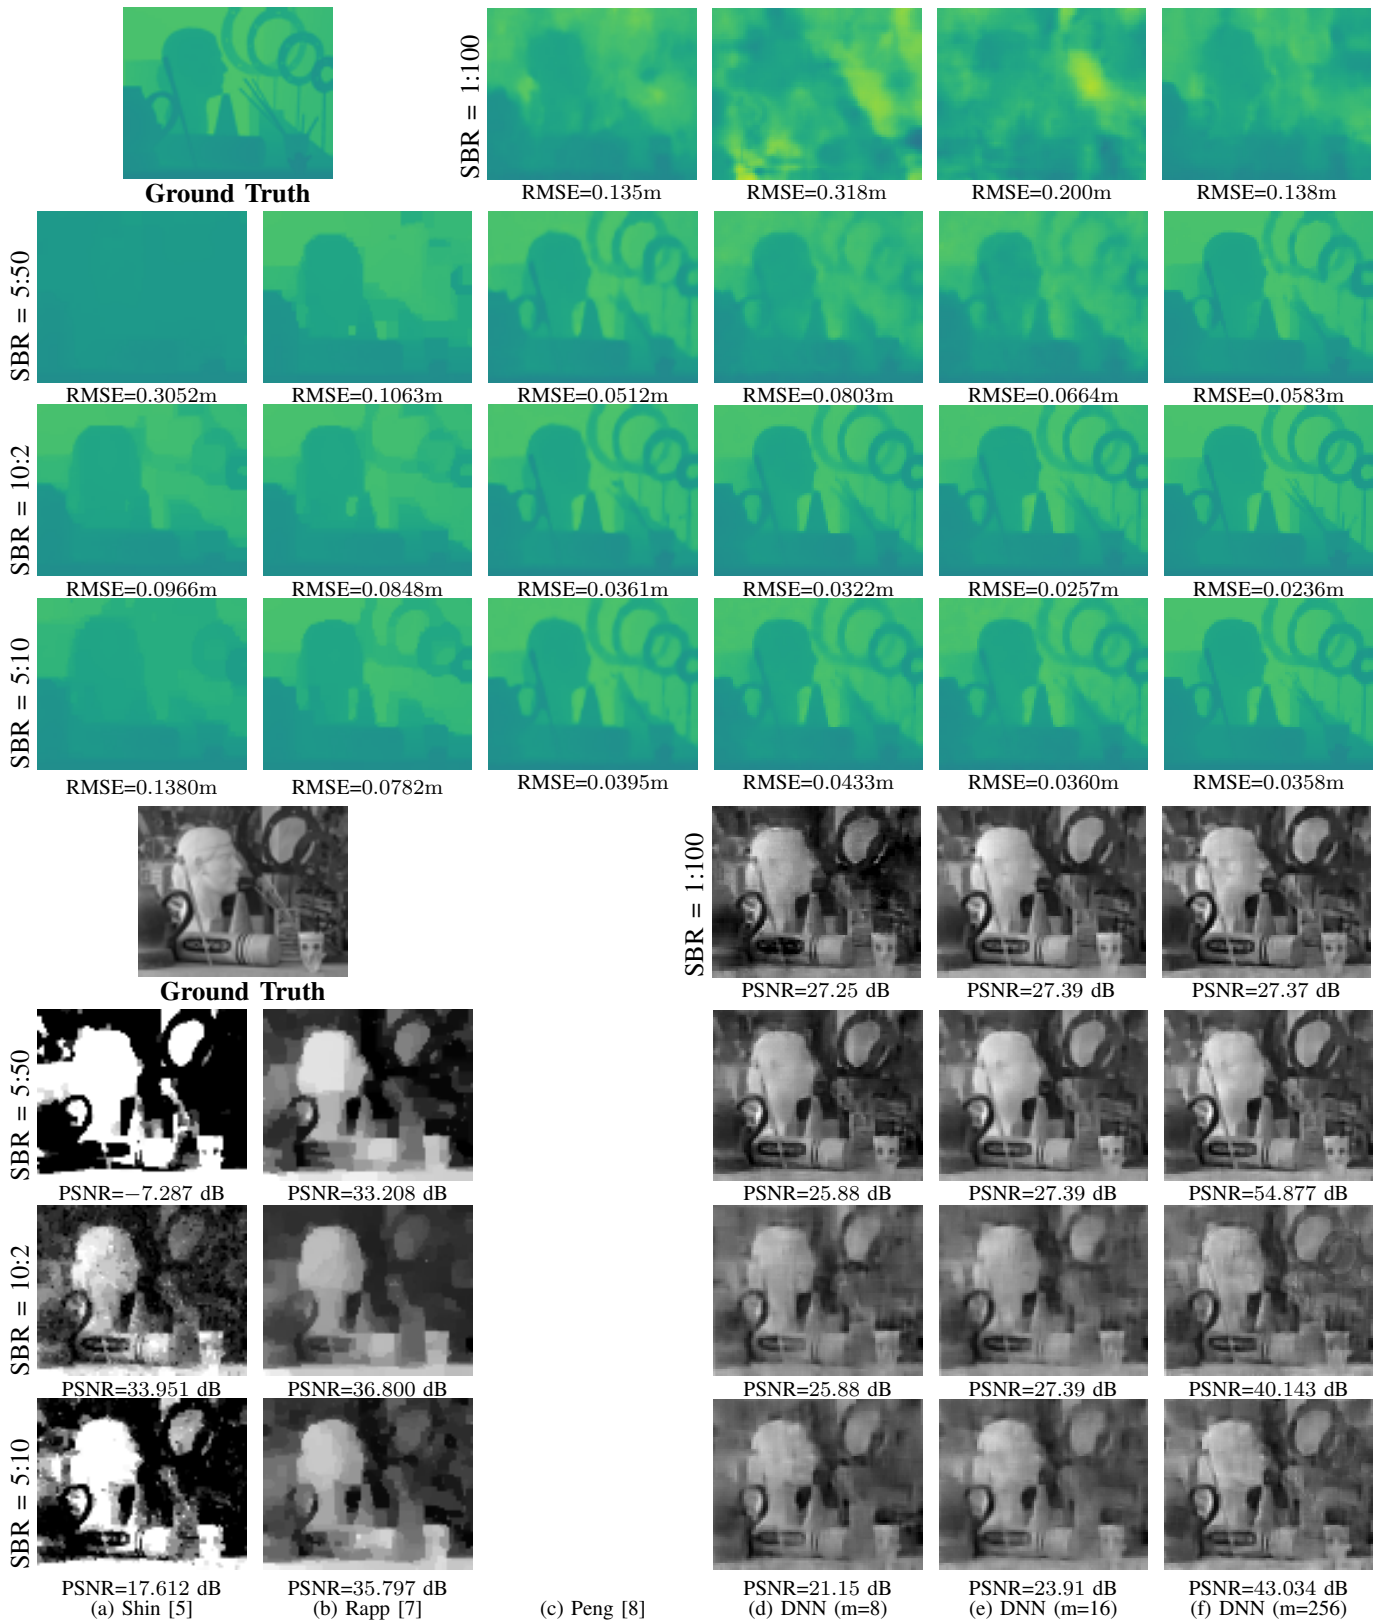 SBR = 1:100
RMSE=0.135m RMSE=0.318m RMSE=0.200m RMSE=0.138m
Ground Truth
SBR = 5:50
RMSE=0.3052m RMSE=0.1063m RMSE=0.0512m RMSE=0.0803m RMSE=0.0664m RMSE=0.0583m
SBR = 10:2
RMSE=0.0966m RMSE=0.0848m RMSE=0.0361m RMSE=0.0322m RMSE=0.0257m RMSE=0.0236m
SBR = 5:10
RMSE=0.1380m RMSE=0.0782m RMSE=0.0395m RMSE=0.0433m RMSE=0.0360m RMSE=0.0358m
SBR = 1:100
PSNR=27.25 dB PSNR=27.39 dB PSNR=27.37 dB
Ground Truth
SBR = 5:50
PSNR=−7.287 dB PSNR=33.208 dB PSNR=25.88 dB PSNR=27.39 dB PSNR=54.877 dB
SBR = 10:2
PSNR=33.951 dB PSNR=36.800 dB PSNR=25.88 dB PSNR=27.39 dB PSNR=40.143 dB
SBR = 5:10
PSNR=17.612 dB PSNR=35.797 dB PSNR=21.15 dB PSNR=23.91 dB PSNR=43.034 dB
(a) Shin [5] (b) Rapp [7] (c) Peng [8] (d) DNN (m=8) (e) DNN (m=16) (f) DNN (m=256)